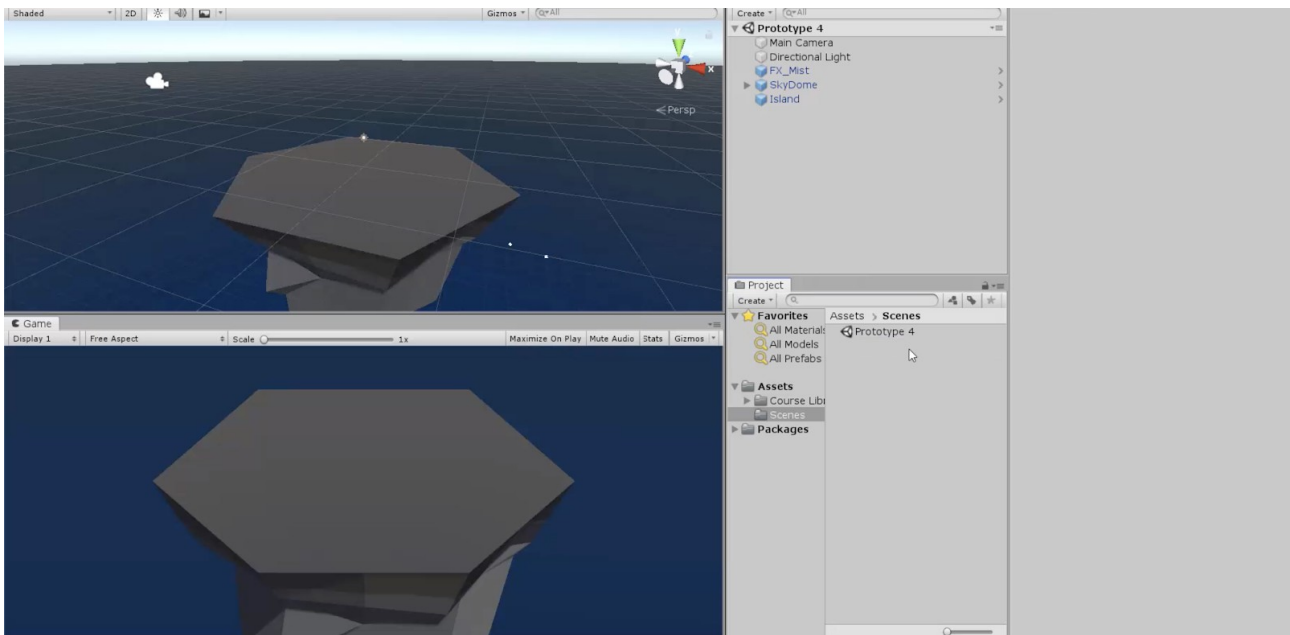 Shaded 2D Gizmos All
x
Persp
Game
Display 1 Free Aspect Scale 1x Maximize On Play Mute Audio Stats Gizmos
Create All
Prototype 4
Main Camera
Directional Light
FX_Mist
SkyDome
Island
Project
Create
Favorites
All Materials
All Models
All Prefabs
Assets
Course Libr
Scenes
Packages
Assets > Scenes
Prototype 4